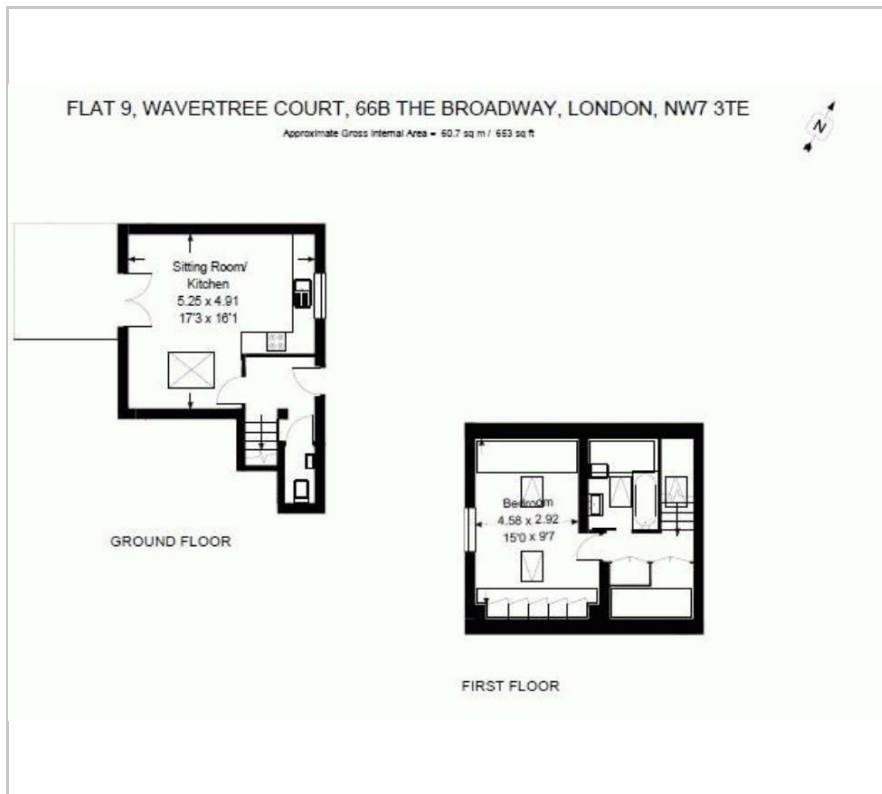 FLAT 9, WAVERTREE COURT, 66B THE BROADWAY, LONDON, NW7 3TE
Approximate Gross Internal Area = 60.7 sq m / 653 sq ft
N
Sitting Room/
Kitchen
5.25 x 4.91
17'3 x 16'1
GROUND FLOOR
Bedroom
4.58 x 2.92
15'0 x 9'7
FIRST FLOOR